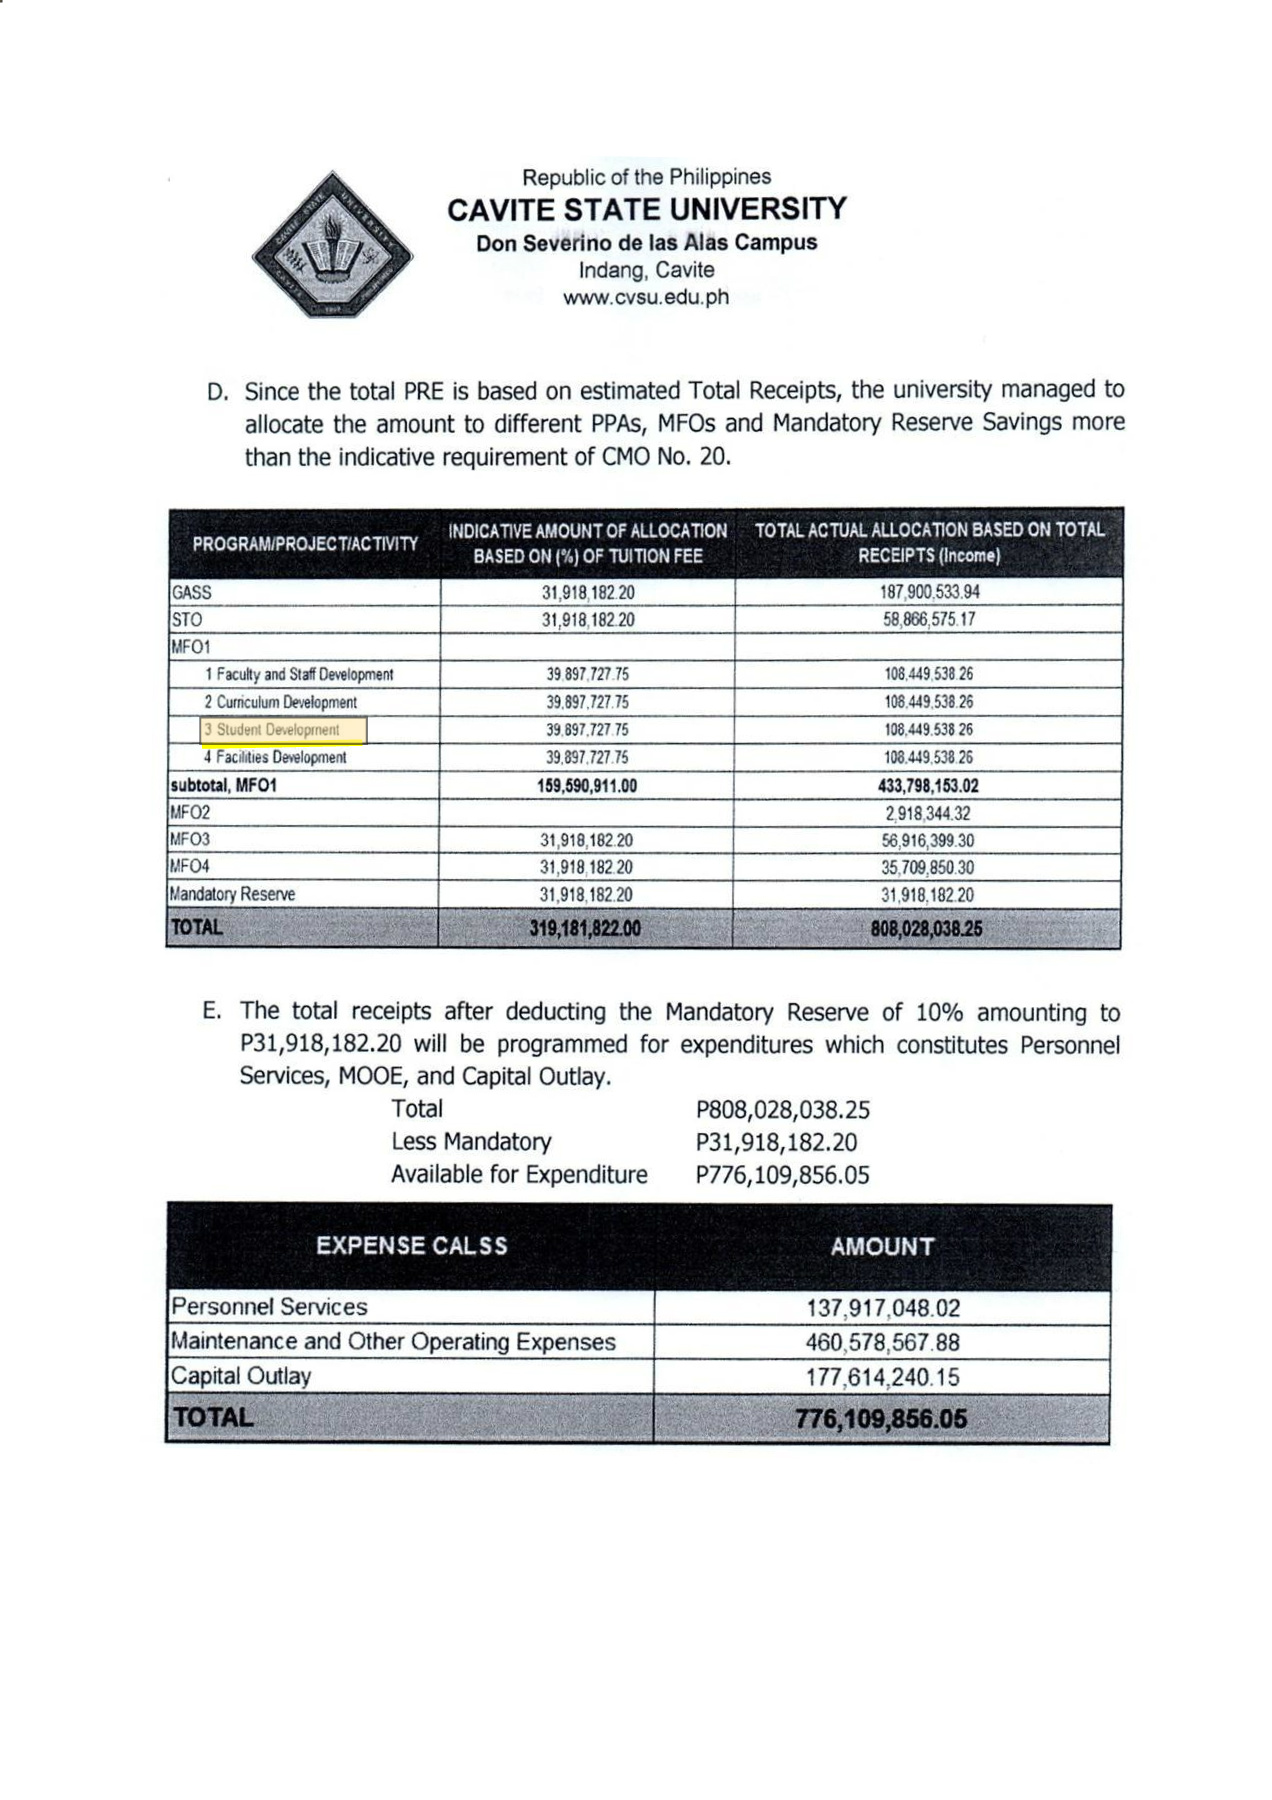 Republic of the Philippines
CAVITE STATE UNIVERSITY
Don Severino de las Alas Campus
Indang, Cavite
www.cvsu.edu.ph
CAVITE STATE UNIVERSITY
CAVITE
D. Since the total PRE is based on estimated Total Receipts, the university managed to
allocate the amount to different PPAs, MFOs and Mandatory Reserve Savings more
than the indicative requirement of CMO No. 20.
PROGRAM/PROJECT/ACTIVITY INDICATIVE AMOUNT OF ALLOCATION BASED ON (%) OF TUITION FEE TOTAL ACTUAL ALLOCATION BASED ON TOTAL RECEIPTS (Income)
GASS 31,918,182.20 187,900,533.94
STO 31,918,182.20 58,866,575.17
MFO1
1 Faculty and Staff Development 39,897,727.75 108,449,538.26
2 Curriculum Development 39,897,727.75 108,449,538.26
3 Student Development 39,897,727.75 108,449,538.26
4 Facilities Development 39,897,727.75 108,449,538.26
subtotal, MFO1 159,590,911.00 433,798,153.02
MFO2 2,918,344.32
MFO3 31,918,182.20 56,916,399.30
MFO4 31,918,182.20 35,709,850.30
Mandatory Reserve 31,918,182.20 31,918,182.20
TOTAL 319,181,822.00 808,028,038.25
E. The total receipts after deducting the Mandatory Reserve of 10% amounting to
P31,918,182.20 will be programmed for expenditures which constitutes Personnel
Services, MOOE, and Capital Outlay.
Total P808,028,038.25
Less Mandatory P31,918,182.20
Available for Expenditure P776,109,856.05
EXPENSE CALSS AMOUNT
Personnel Services 137,917,048.02
Maintenance and Other Operating Expenses 460,578,567.88
Capital Outlay 177,614,240.15
TOTAL 776,109,856.05